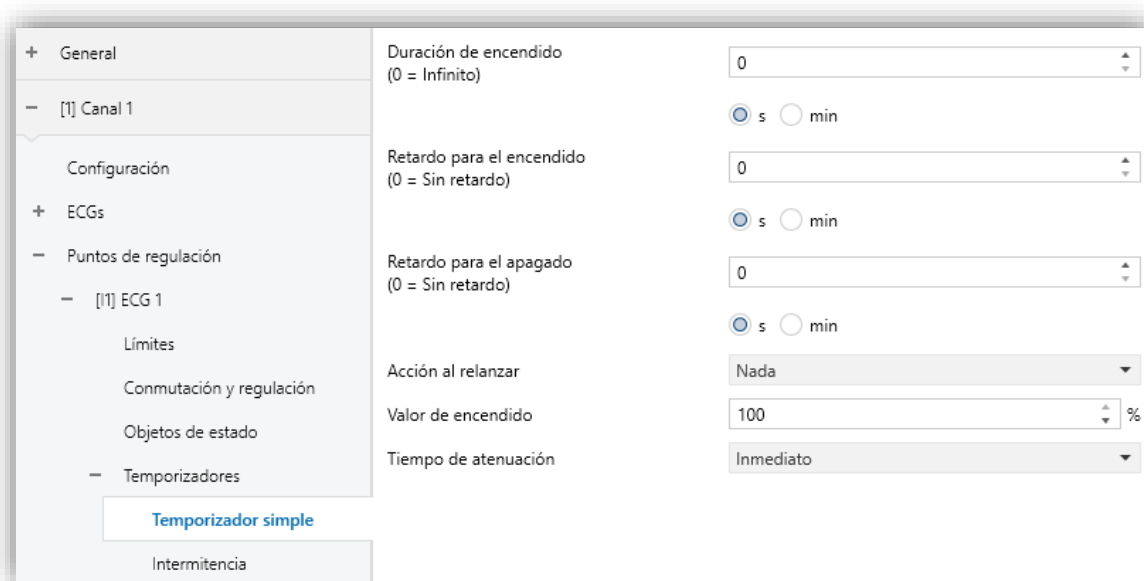 + General
− [1] Canal 1
Configuración
+ ECGs
− Puntos de regulación
− [I1] ECG 1
Límites
Conmutación y regulación
Objetos de estado
− Temporizadores
Temporizador simple
Intermitencia
Duración de encendido
(0 = Infinito)
0
s min
Retardo para el encendido
(0 = Sin retardo)
0
s min
Retardo para el apagado
(0 = Sin retardo)
0
s min
Acción al relanzar Nada
Valor de encendido 100 %
Tiempo de atenuación Inmediato